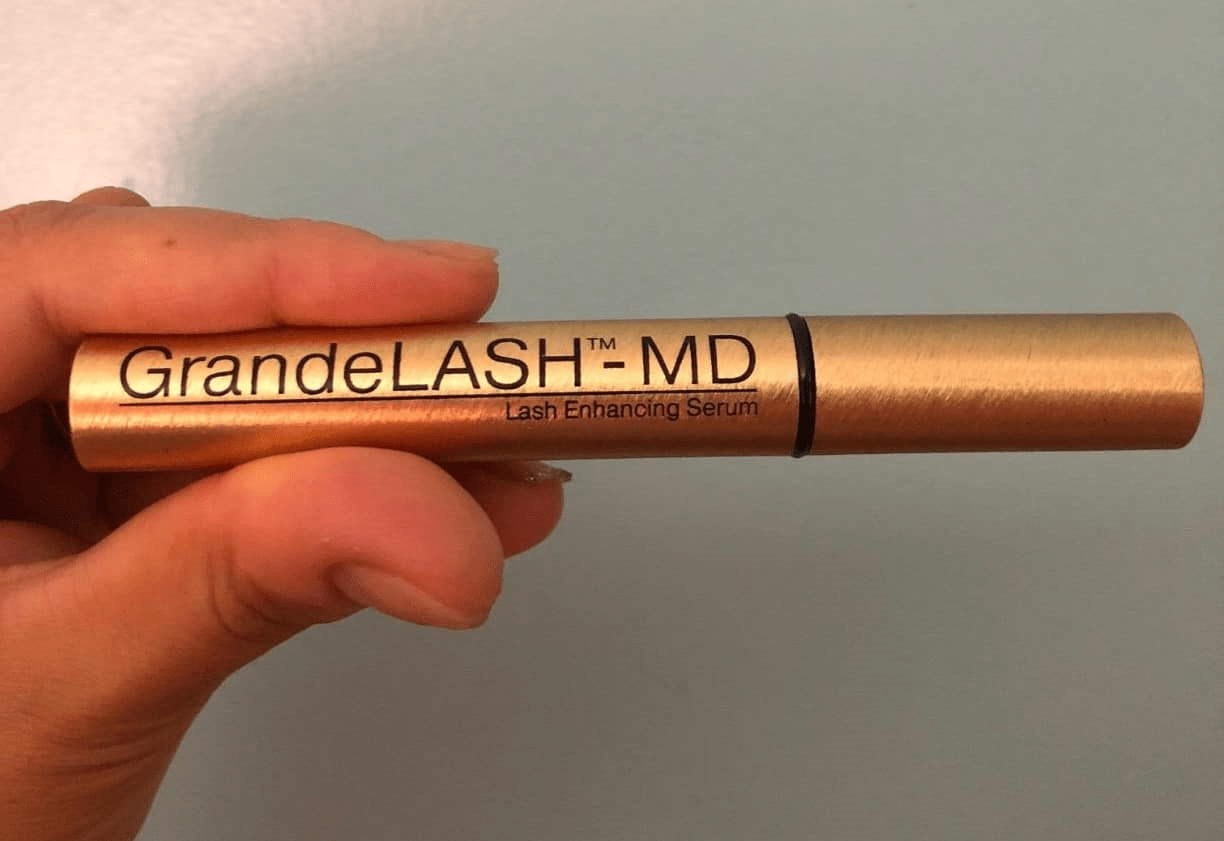 GrandeLASH™-MD
Lash Enhancing Serum